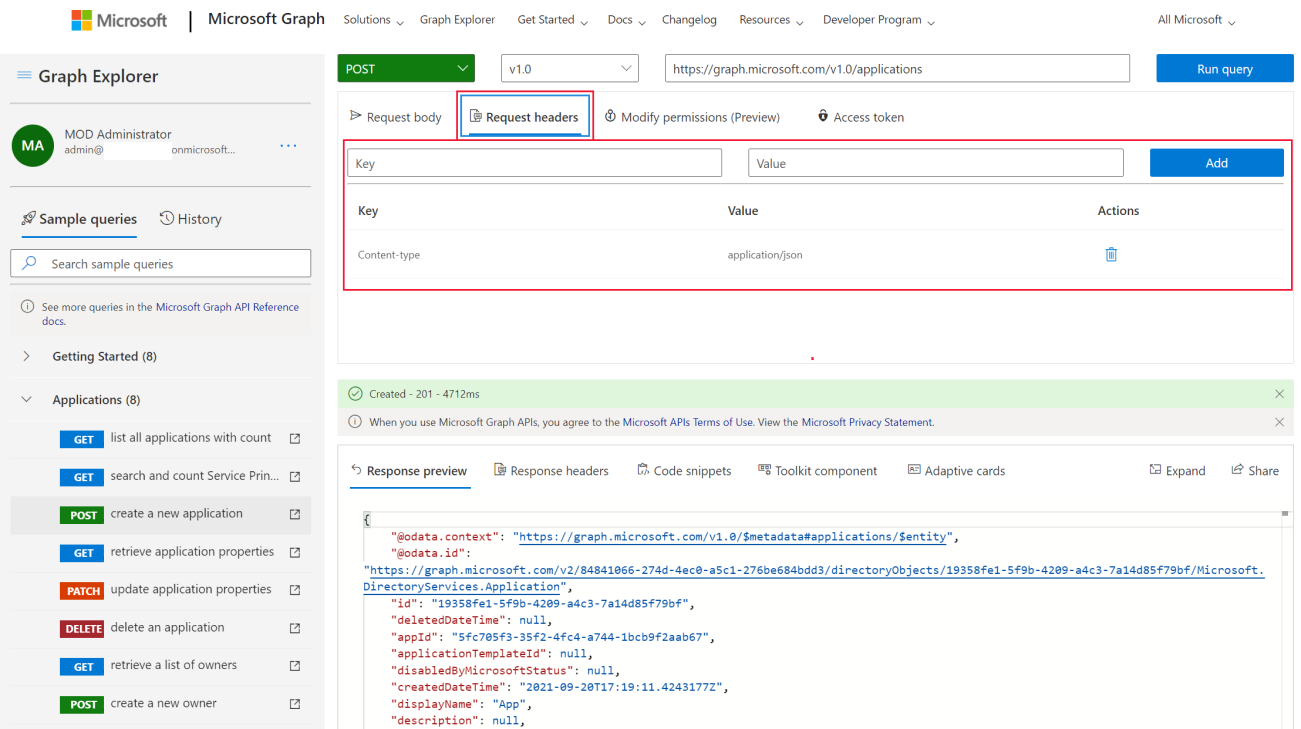 Microsoft | Microsoft Graph Solutions Graph Explorer Get Started Docs Changelog Resources Developer Program All Microsoft
Graph Explorer
MA
MOD Administrator
admin@ onmicrosoft...
...
Sample queries History
Search sample queries
See more queries in the Microsoft Graph API Reference
docs.
Getting Started (8)
Applications (8)
GET list all applications with count
GET search and count Service Prin...
POST create a new application
GET retrieve application properties
PATCH update application properties
DELETE delete an application
GET retrieve a list of owners
POST create a new owner
POST v1.0 https://graph.microsoft.com/v1.0/applications Run query
Request body Request headers Modify permissions (Preview) Access token
Key Value Add
Key Value Actions
Content-type application/json
Created - 201 - 4712ms
When you use Microsoft Graph APIs, you agree to the Microsoft APIs Terms of Use. View the Microsoft Privacy Statement.
Response preview Response headers Code snippets Toolkit component Adaptive cards Expand Share
{
"@odata.context": "https://graph.microsoft.com/v1.0/$metadata#applications/$entity",
"@odata.id":
"https://graph.microsoft.com/v2/84841066-274d-4ec0-a5c1-276be684bdd3/directoryObjects/19358fe1-5f9b-4209-a4c3-7a14d85f79bf/Microsoft.
DirectoryServices.Application",
"id": "19358fe1-5f9b-4209-a4c3-7a14d85f79bf",
"deletedDateTime": null,
"appId": "5fc705f3-35f2-4fc4-a744-1bcb9f2aab67",
"applicationTemplateId": null,
"disabledByMicrosoftStatus": null,
"createdDateTime": "2021-09-20T17:19:11.4243177Z",
"displayName": "App",
"description": null,